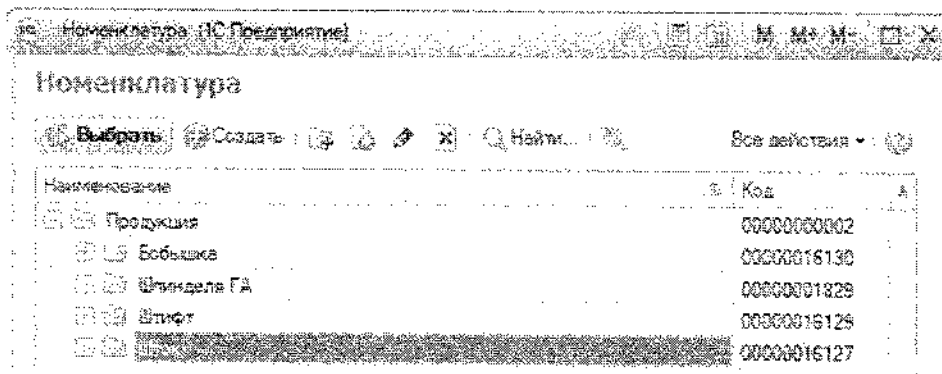 Номенклатура (1С:Предприятие) M M+ M-
Номенклатура
Выбрать Создать Найти... Все действия
Наименование Код
Продукция 00000000002
Бобышка 00000016130
Шпинделя ГА 00000001829
Штифт 00000016129
00000016127